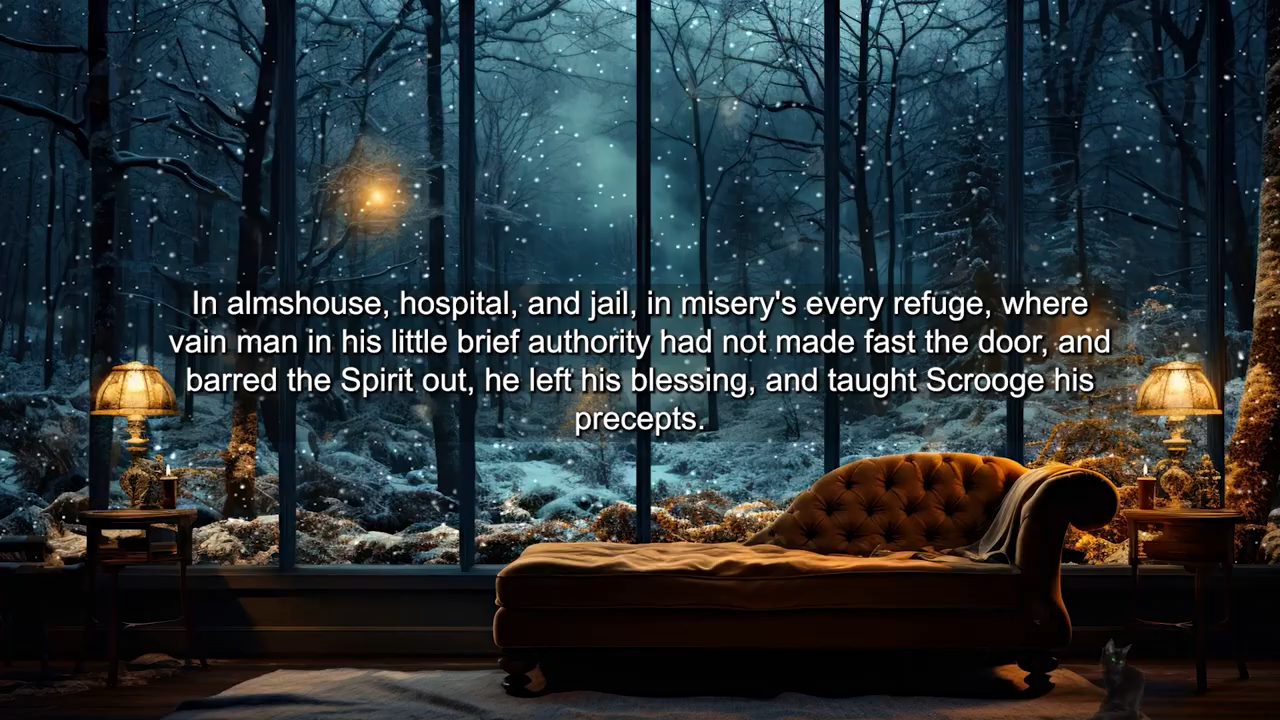 In almshouse, hospital, and jail, in misery's every refuge, where
vain man in his little brief authority had not made fast the door, and
barred the Spirit out, he left his blessing, and taught Scrooge his
precepts.